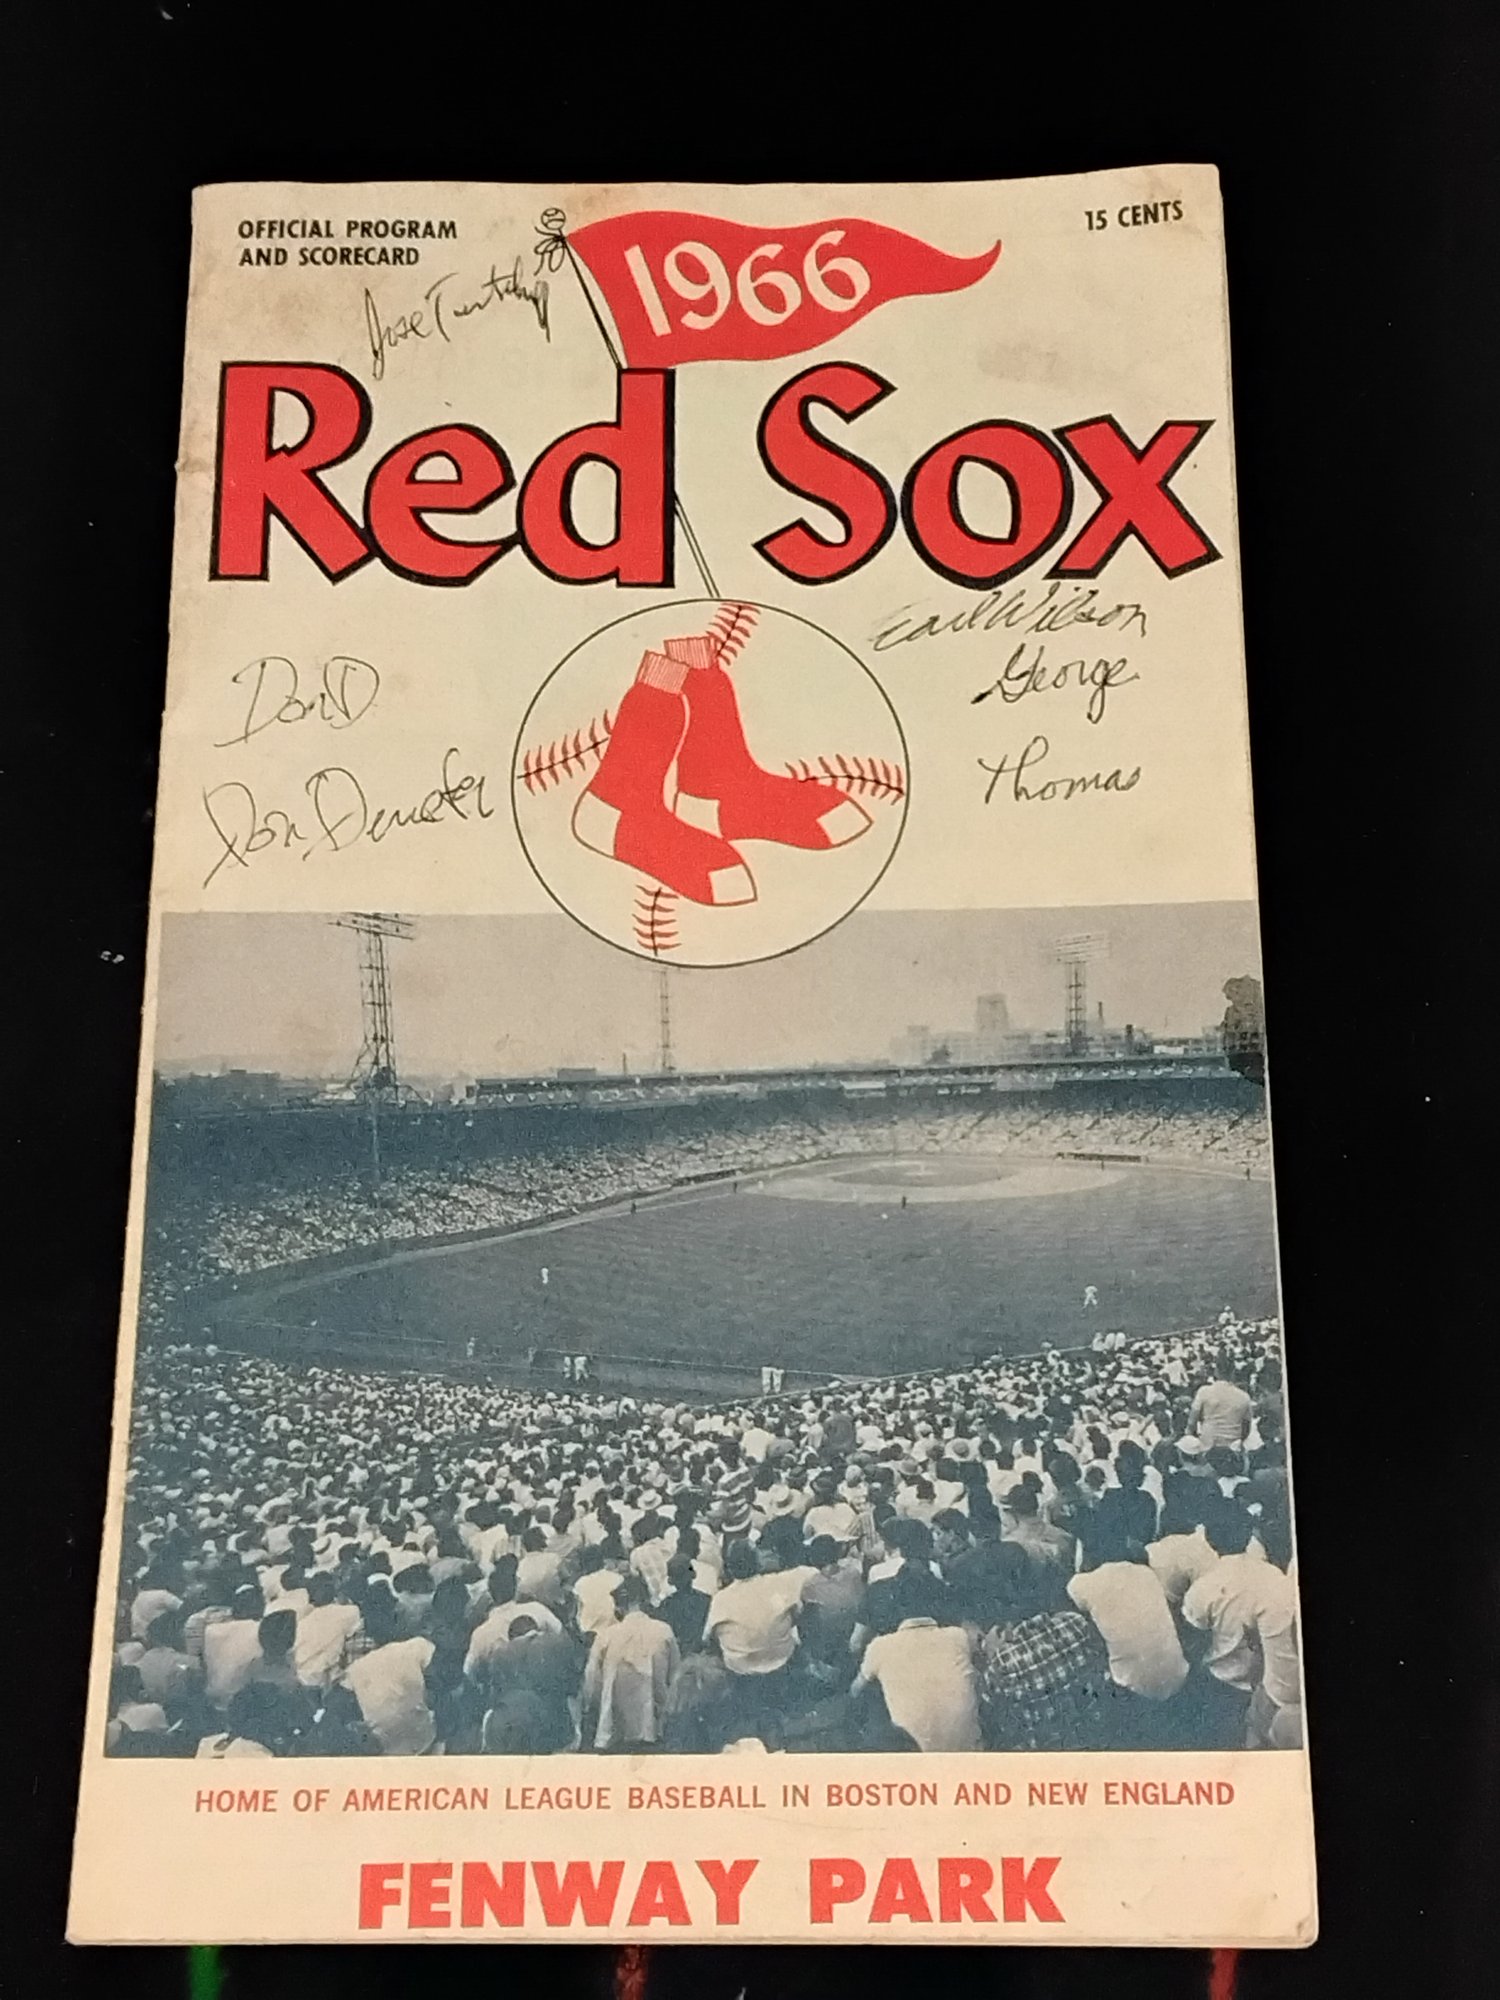 OFFICIAL PROGRAM
AND SCORECARD
15 CENTS
1966
Jose
Red Sox
Earl Wilson
George
Thomas
Don D
Don Demeter
HOME OF AMERICAN LEAGUE BASEBALL IN BOSTON AND NEW ENGLAND
FENWAY PARK